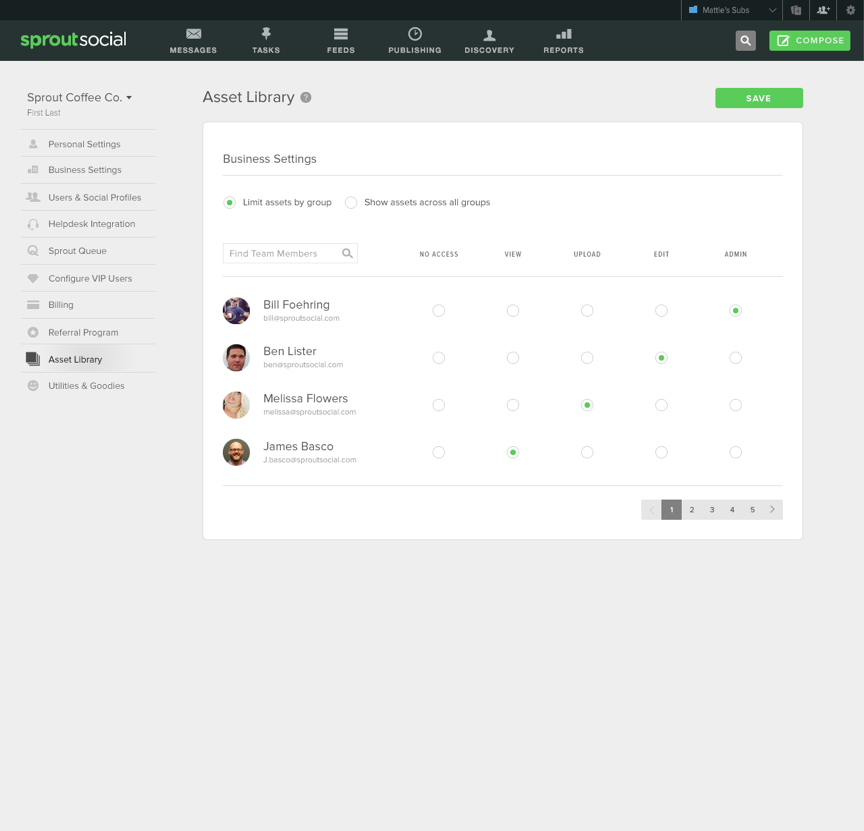 Mattie's Subs
sproutsocial
MESSAGES
TASKS
FEEDS
PUBLISHING
DISCOVERY
REPORTS
COMPOSE
Sprout Coffee Co.
First Last
Personal Settings
Business Settings
Users & Social Profiles
Helpdesk Integration
Sprout Queue
Configure VIP Users
Billing
Referral Program
Asset Library
Utilities & Goodies
Asset Library ?
SAVE
Business Settings
Limit assets by group
Show assets across all groups
Find Team Members
NO ACCESS
VIEW
UPLOAD
EDIT
ADMIN
Bill Foehring
bill@sproutsocial.com
Ben Lister
ben@sproutsocial.com
Melissa Flowers
melissa@sproutsocial.com
James Basco
J.basco@sproutsocial.com
1 2 3 4 5